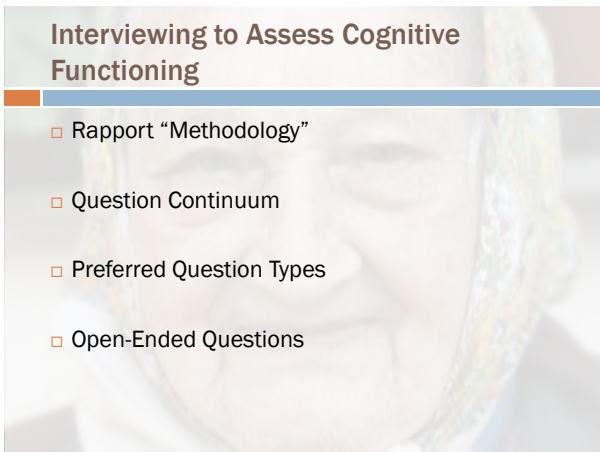 Interviewing to Assess Cognitive
Functioning
Rapport “Methodology”
Question Continuum
Preferred Question Types
Open-Ended Questions